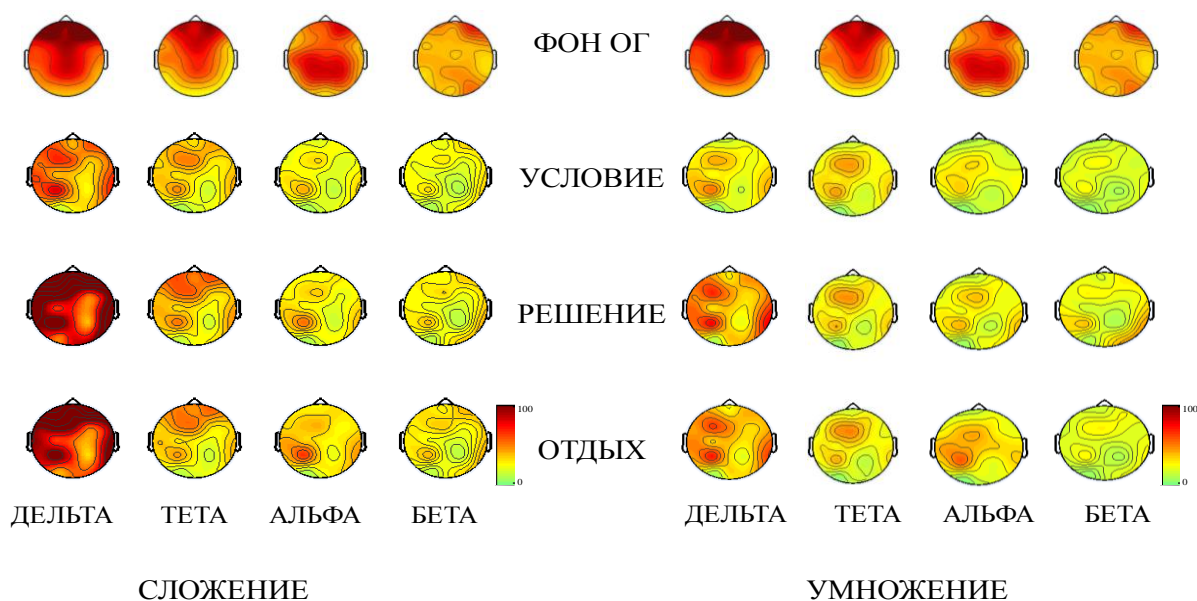 ФОН ОГ
УСЛОВИЕ
РЕШЕНИЕ
ОТДЫХ
100
0
100
0
ДЕЛЬТА ТЕТА АЛЬФА БЕТА
ДЕЛЬТА ТЕТА АЛЬФА БЕТА
СЛОЖЕНИЕ
УМНОЖЕНИЕ